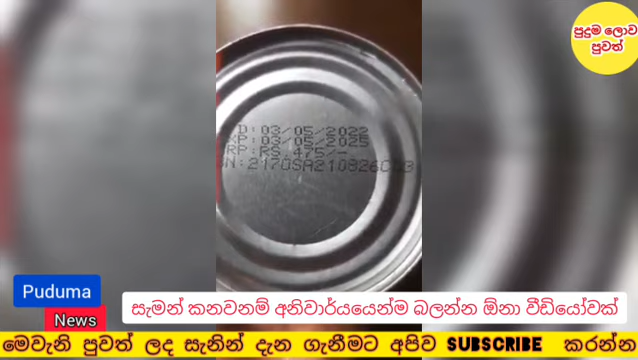 පුදුම ලොව
පුවත්
D:03/05/2022
XP:03/05/2025
RP:RS.475/-
N:2170SA210826
Puduma
News
සැමන් කනවනම් අනිවාර්යයෙන්ම බලන්න ඕනා වීඩියෝවක්
මෙවැනි පුවත් ලද සැනින් දැන ගැනීමට අපිව SUBSCRIBE කරන්න